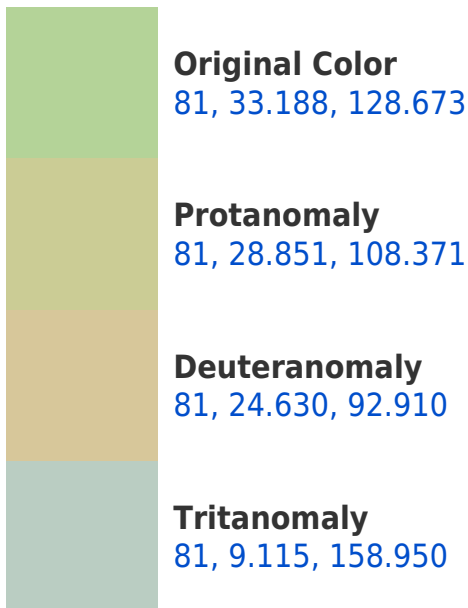 Original Color
81, 33.188, 128.673
Protanomaly
81, 28.851, 108.371
Deuteranomaly
81, 24.630, 92.910
Tritanomaly
81, 9.115, 158.950